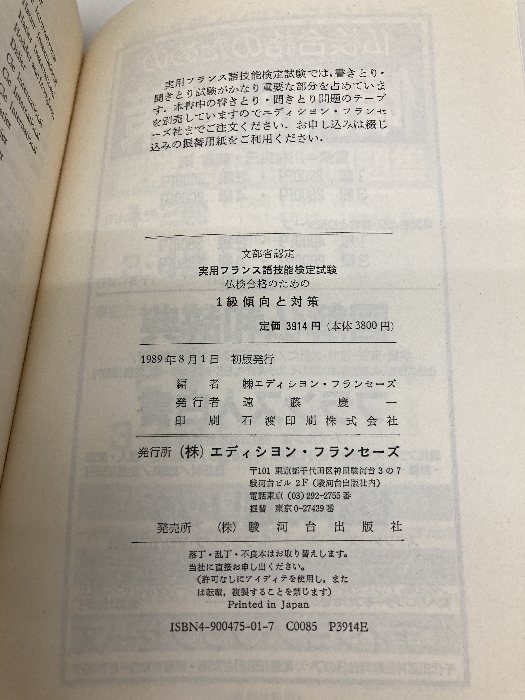 実用フランス語技能検定試験では、書きとり・
聞きとり試験がかなり重要な部分を占めていま
す。本書中の書きとり・聞きとり問題のテープ
を別売していますのでエディション・フランセ
ーズ社までご注文ください。お申し込みは綴じ
込みの振替用紙をご利用ください。
文部省認定
実用フランス語技能検定試験
仏検合格のための
1級傾向と対策
定価 3914円(本体3800円)
1989年8月1日 初版発行
編者 ㈱エディション・フランセーズ
発行者 遠藤慶一
印刷 石渡印刷株式会社
発行所 (株)エディション・フランセーズ
〒101 東京都千代田区神田駿河台3の7
駿河台ビル 2F(駿河台出版社内)
電話東京(03)292-2755番
振替 東京0-27439番
発売所 (株)駿河台出版社
落丁・乱丁・不良本はお取り替えします。
当社に直接お申し出ください。
(許可なしにアイディアを使用し、また
は転載、複製することを禁じます)
Printed in Japan
ISBN4-900475-01-7 C0085 P3914E